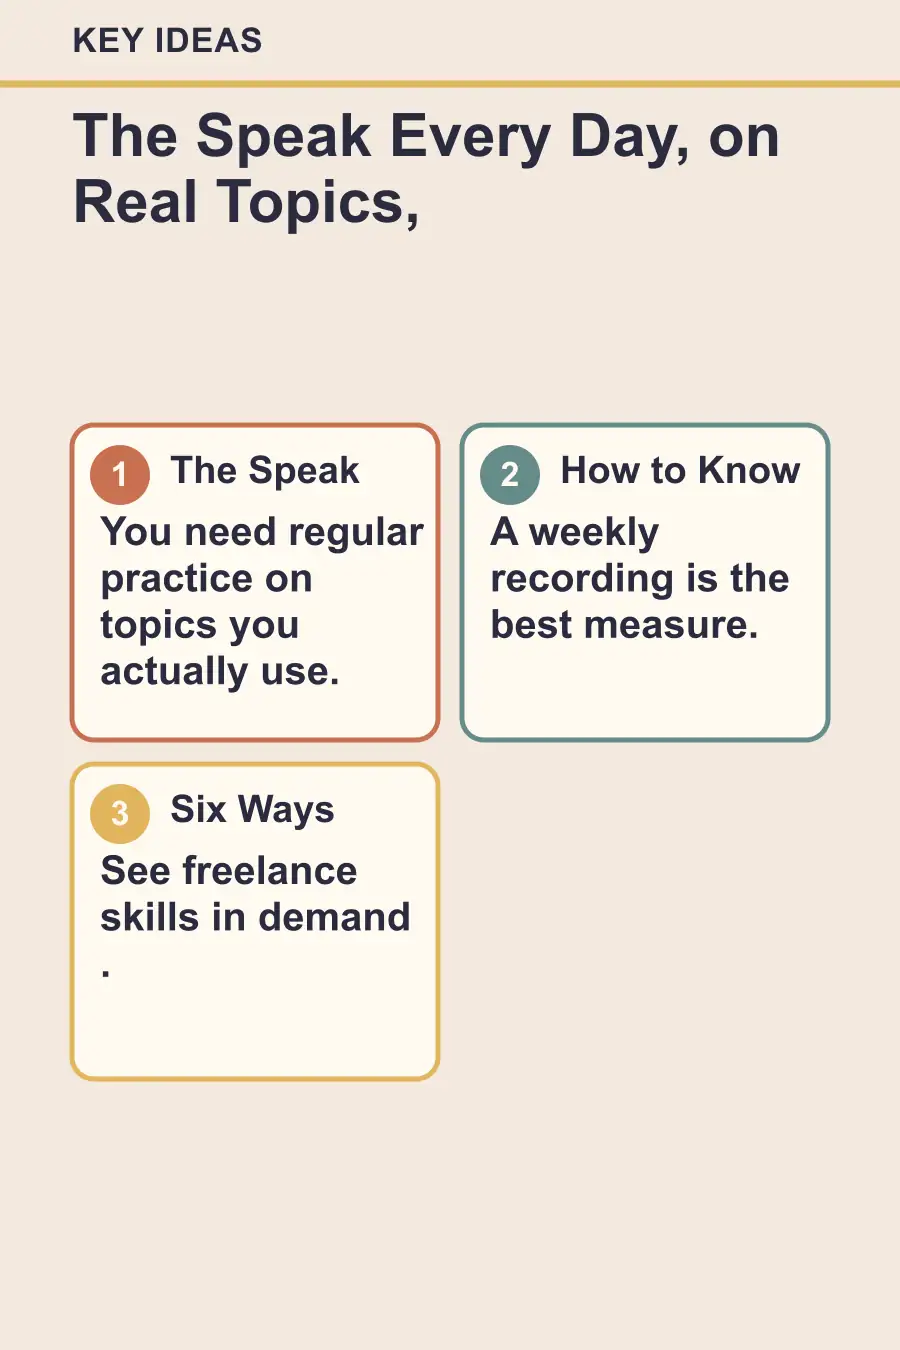 KEY IDEAS
The Speak Every Day, on
Real Topics,
1 The Speak
You need regular
practice on
topics you
actually use.
2 How to Know
A weekly
recording is the
best measure.
3 Six Ways
See freelance
skills in demand
.